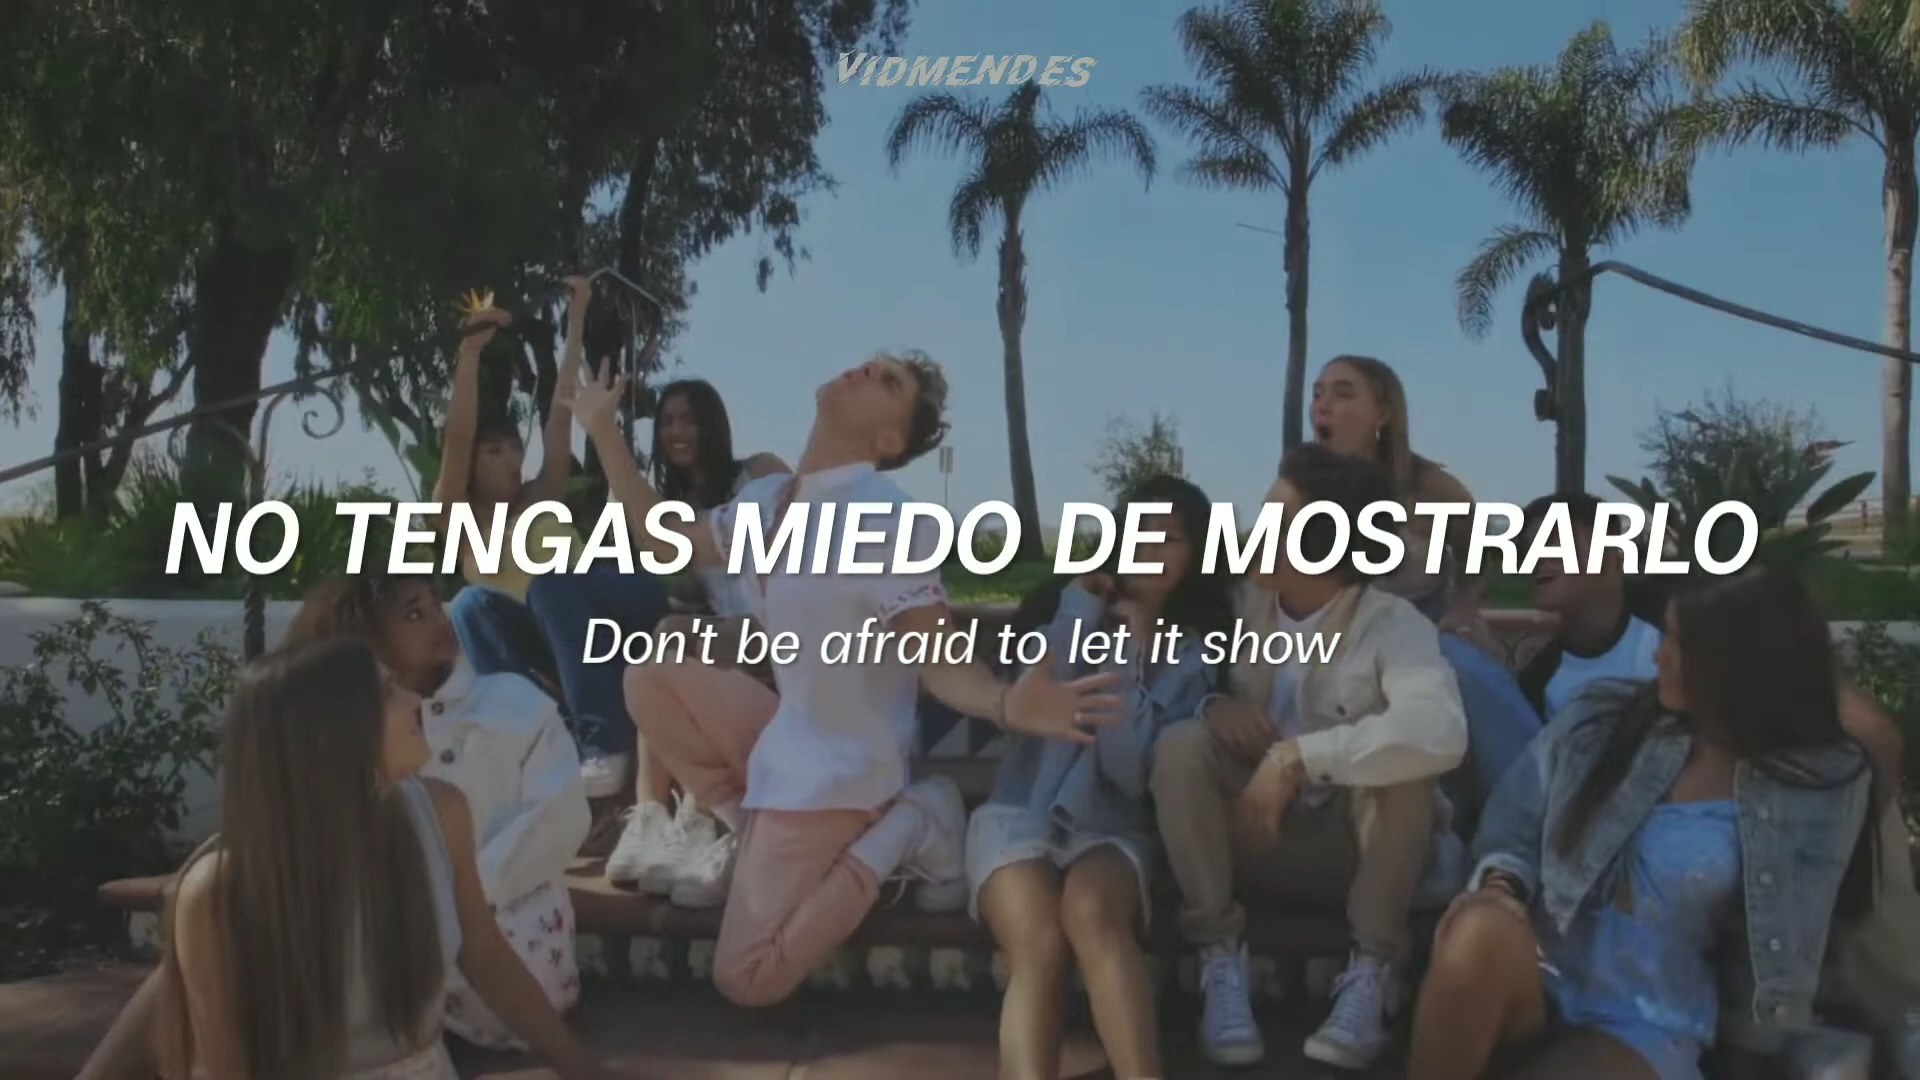 VIDMENDES
NO TENGAS MIEDO DE MOSTRARLO
Don't be afraid to let it show